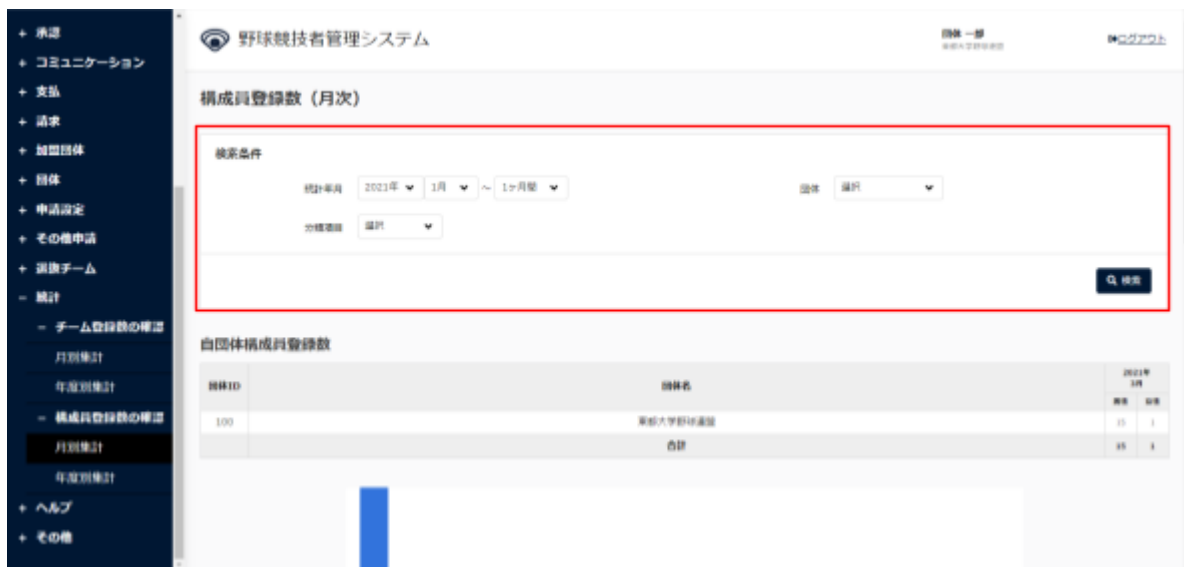 + 承認
+ コミュニケーション
+ 支払
+ 請求
+ 加盟団体
+ 団体
+ 申請設定
+ その他申請
+ 選抜チーム
− 統計
− チーム登録数の確認
月別集計
年度別集計
− 構成員登録数の確認
月別集計
年度別集計
+ ヘルプ
+ その他
野球競技者管理システム
団体 一郎
東都大学野球連盟
ログアウト
構成員登録数（月次）
検索条件
統計年月 2021年 1月 ～ 1ヶ月間 団体 選択
分類項目 選択
検索
自団体構成員登録数
団体ID 団体名 2021年
1月
100 東都大学野球連盟 15 1
合計 15 1